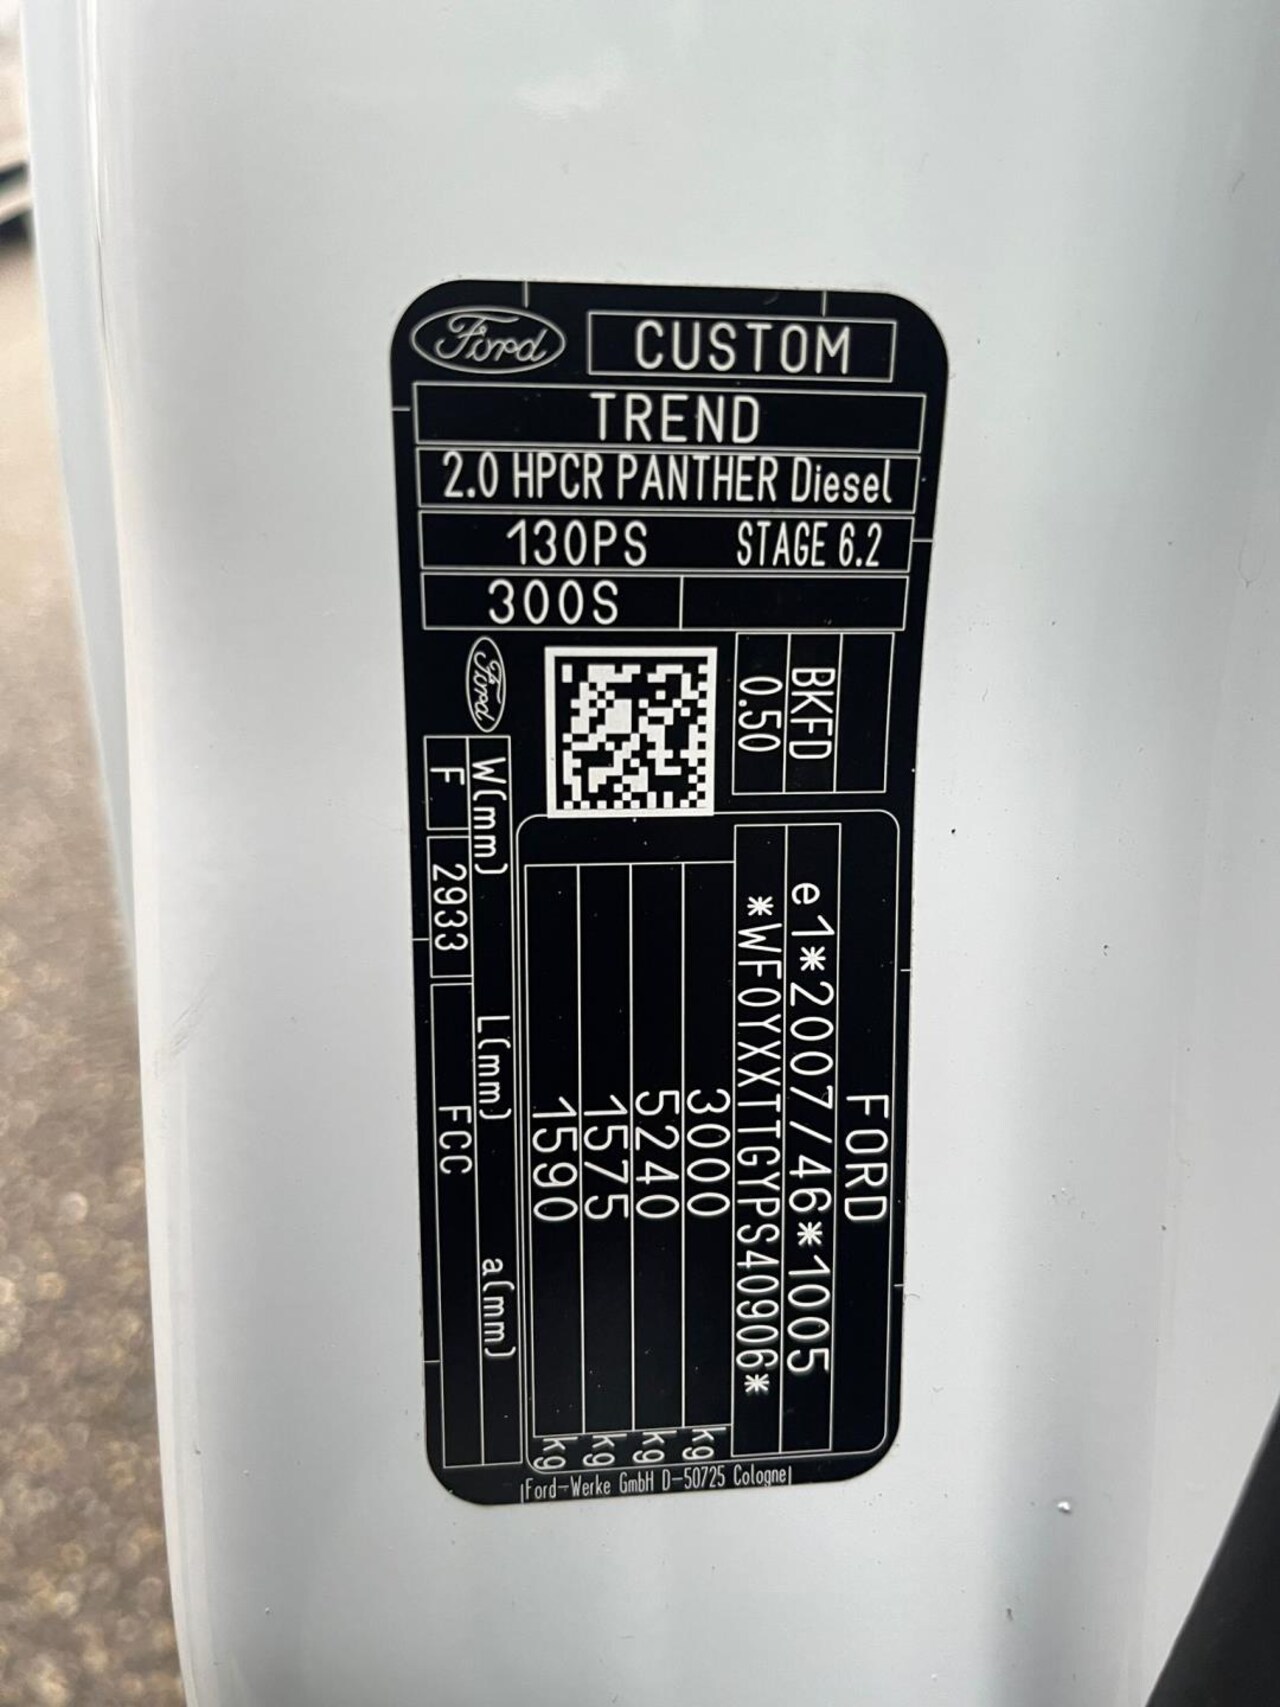 Ford CUSTOM
TREND
2.0 HPCR PANTHER Diesel
130PS STAGE 6.2
300S
Ford
BKFD
0.50
FORD
e1*2007/46*1005
*WF0YXXTTGYPS40906*
3000 kg
5240 kg
1575 kg
1590 kg
W(mm) L(mm) a(mm)
F 2933 FCC
Ford-Werke GmbH D-50725 Cologne